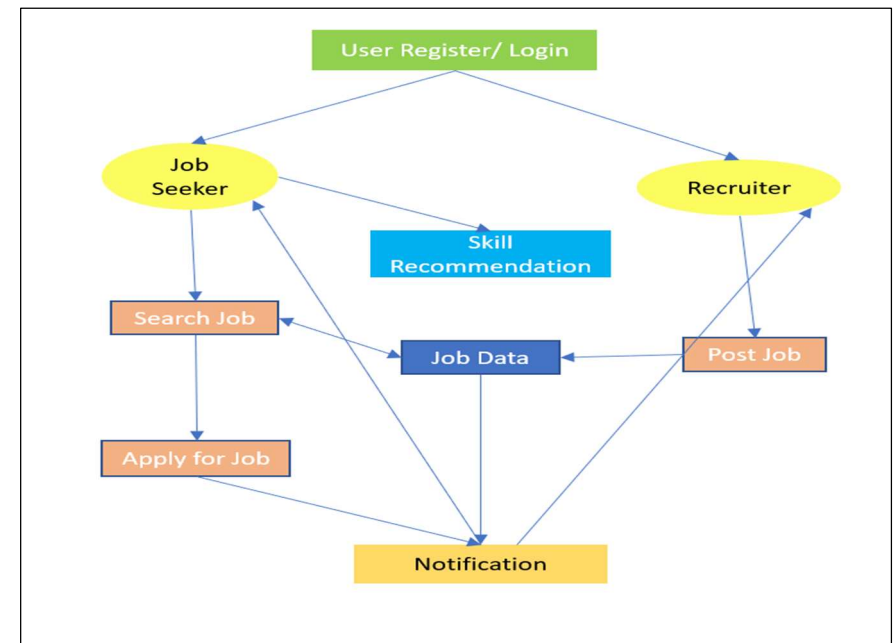 User Register/ Login
Job
Seeker
Recruiter
Skill
Recommendation
Search Job
Job Data
Post Job
Apply for Job
Notification